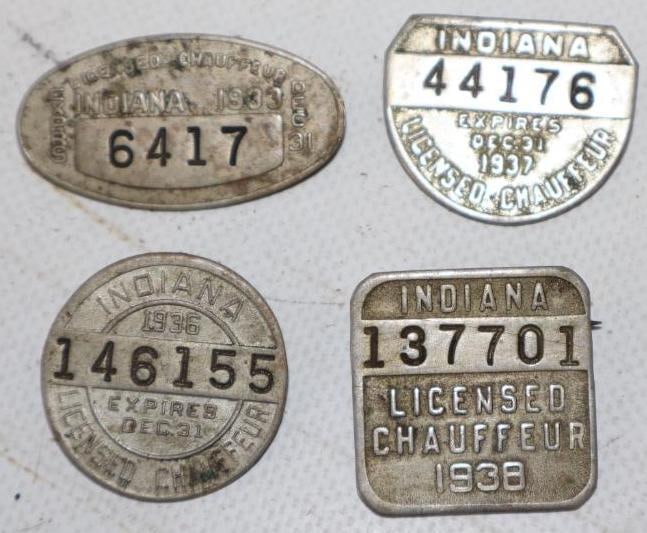 LICENSED CHAUFFEUR
INDIANA 1933
DEC. 31
6417
INDIANA
44176
EXPIRES
DEC. 31
1937
LICENSED CHAUFFEUR
INDIANA
1936
146155
EXPIRES
DEC. 31
LICENSED CHAUFFEUR
INDIANA
137701
LICENSED
CHAUFFEUR
1938